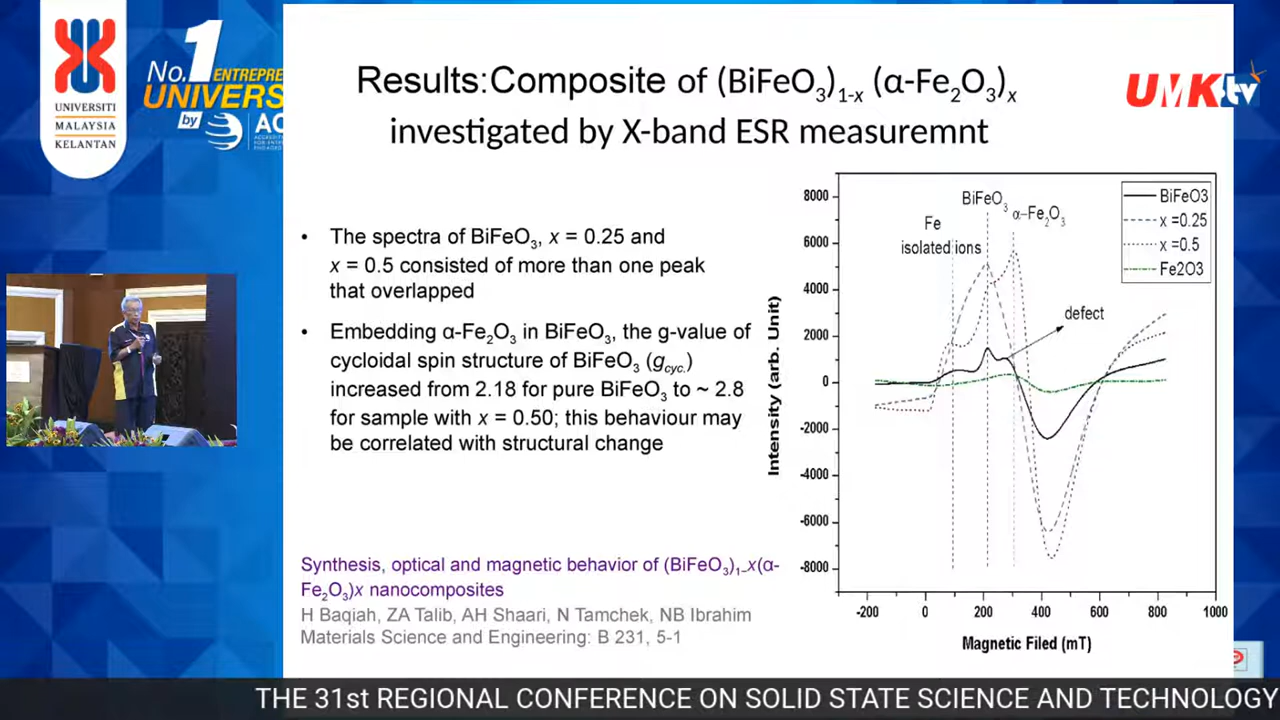 UNIVERSITI
MALAYSIA
KELANTAN
No.1
ENTREPRE
UNIVERS
by
AC
UMK tv
Results:Composite of (BiFeO3)1-x (α-Fe2O3)x
investigated by X-band ESR measuremnt
• The spectra of BiFeO3, x = 0.25 and
x = 0.5 consisted of more than one peak
that overlapped
• Embedding α-Fe2O3 in BiFeO3, the g-value of
cycloidal spin structure of BiFeO3 (gcyc.)
increased from 2.18 for pure BiFeO3 to ~ 2.8
for sample with x = 0.50; this behaviour may
be correlated with structural change
Synthesis, optical and magnetic behavior of (BiFeO3)1−x(α-
Fe2O3)x nanocomposites
H Baqiah, ZA Talib, AH Shaari, N Tamchek, NB Ibrahim
Materials Science and Engineering: B 231, 5-1
BiFeO3
x =0.25
x =0.5
Fe2O3
BiFeO3
α−Fe2O3
Fe
isolated ions
defect
Intensity (arb. Unit)
8000
6000
4000
2000
0
-2000
-4000
-6000
-8000
-200 0 200 400 600 800 1000
Magnetic Filed (mT)
THE 31st REGIONAL CONFERENCE ON SOLID STATE SCIENCE AND TECHNOLOGY